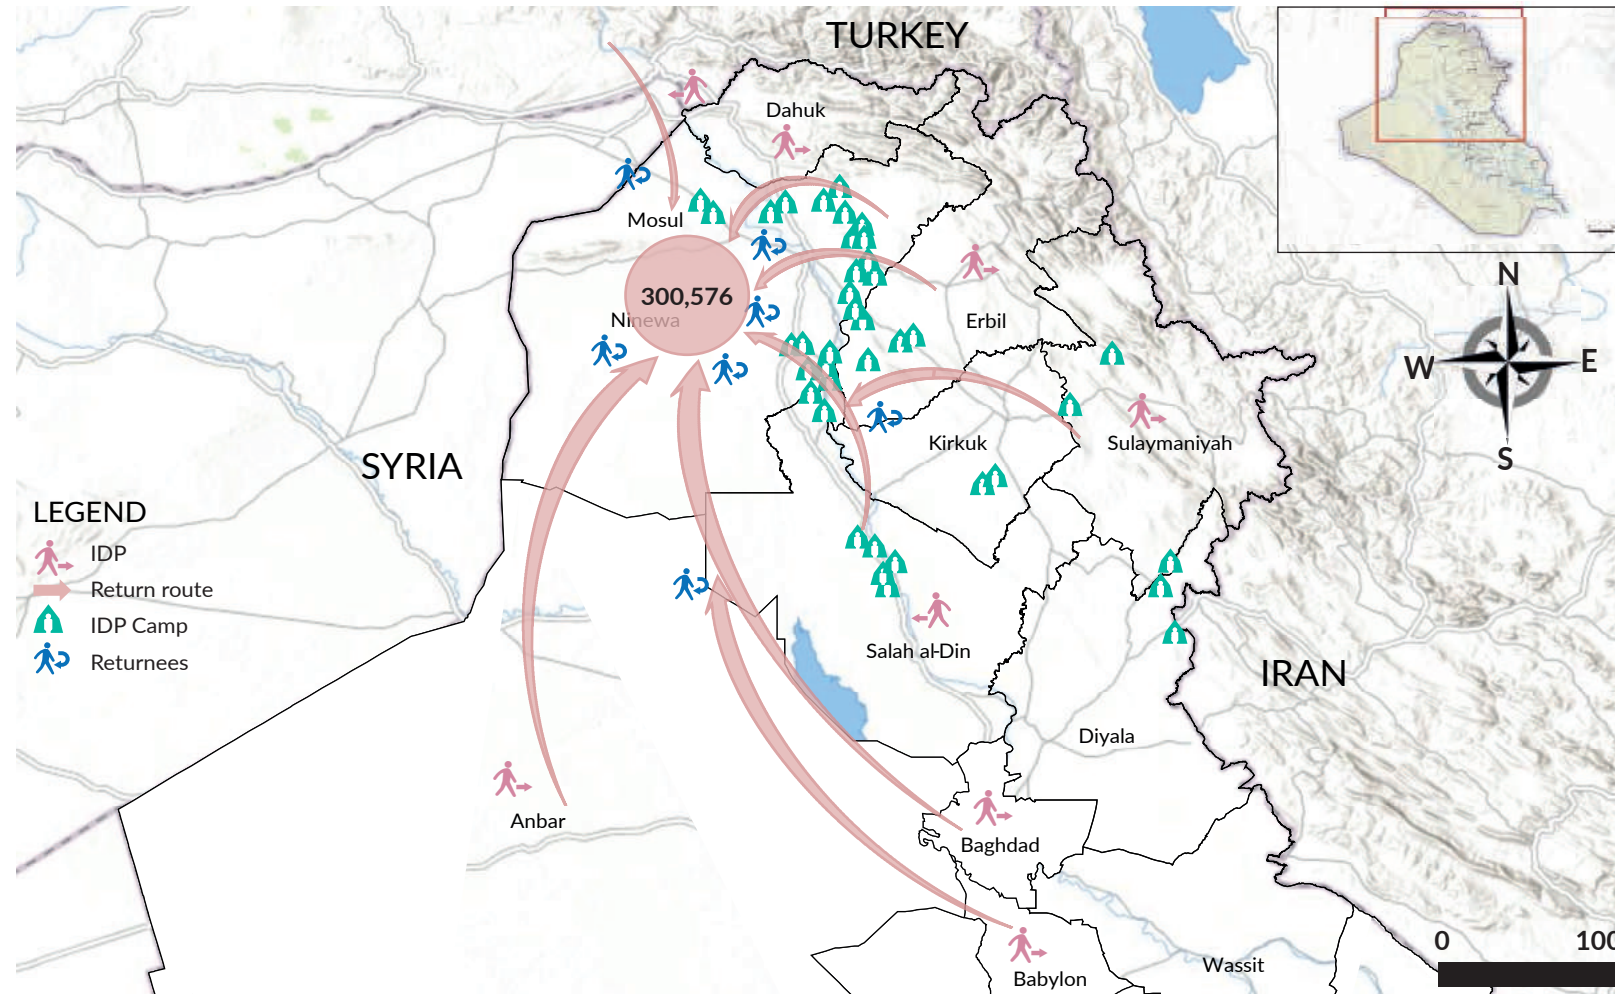 TURKEY
Dahuk
Mosul
300,576
Ninewa
Erbil
N
W
E
S
Kirkuk
Sulaymaniyah
SYRIA
LEGEND
IDP
Return route
IDP Camp
Returnees
Salah al-Din
IRAN
Diyala
Anbar
Baghdad
Babylon
Wassit
0
100